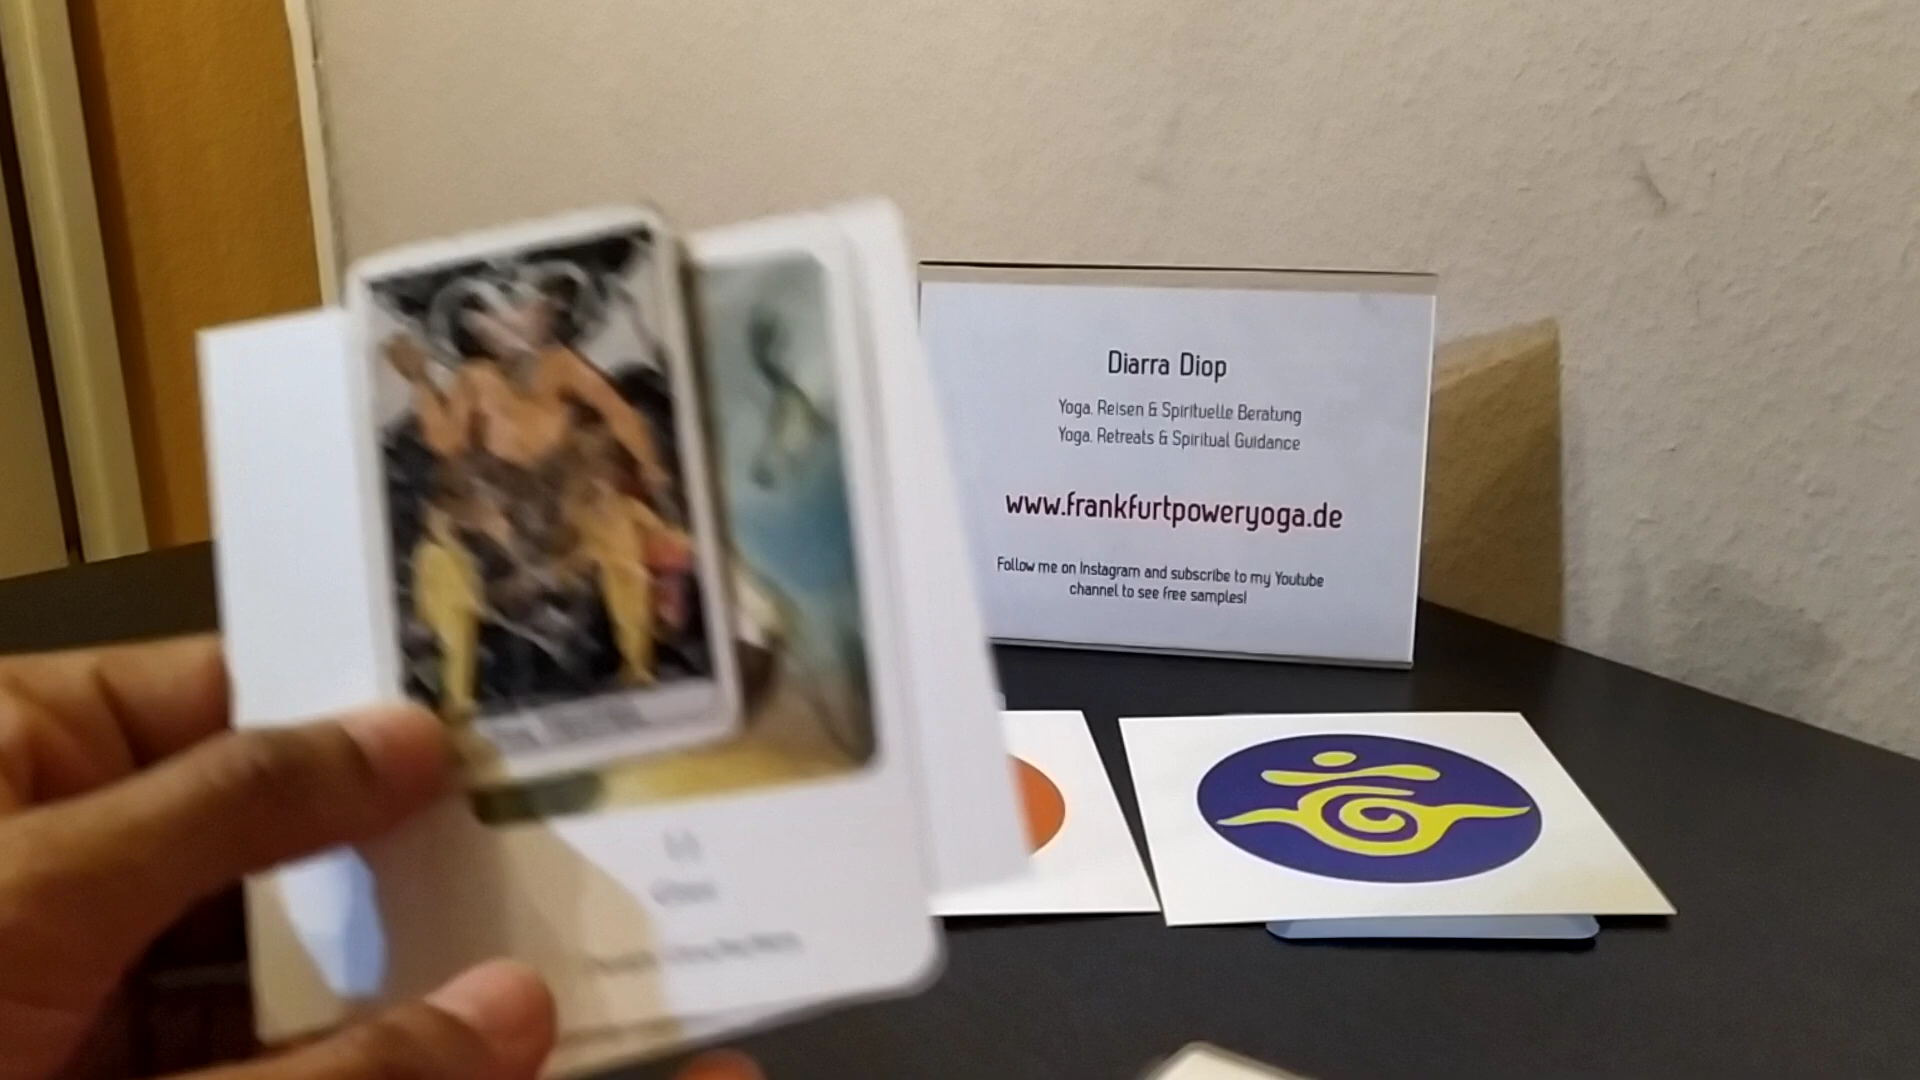 Diarra Diop
Yoga, Reisen & Spirituelle Beratung
Yoga, Retreats & Spiritual Guidance
www.frankfurtpoweryoga.de
Follow me on Instagram and subscribe to my Youtube
channel to see free samples!